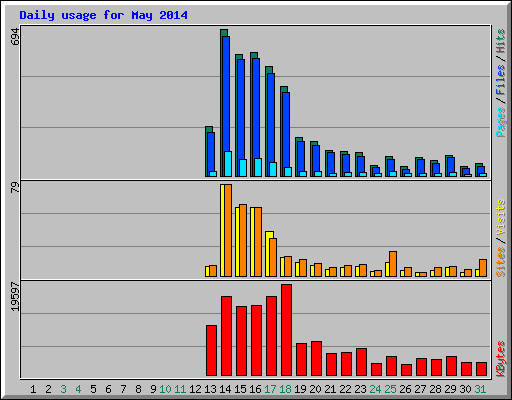 Daily usage for May 2014
694
Pages / Files / Hits
79
Sites / Visits
19597
KBytes
1 2 3 4 5 6 7 8 9 10 11 12 13 14 15 16 17 18 19 20 21 22 23 24 25 26 27 28 29 30 31